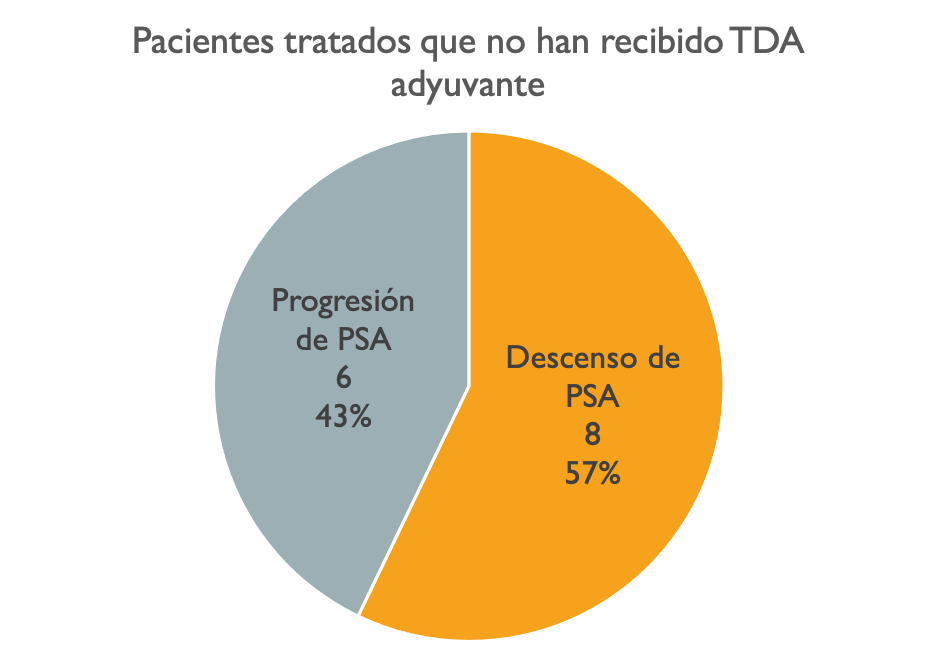 Pacientes tratados que no han recibido TDA
adyuvante
Progresión
de PSA
6
43%
Descenso de
PSA
8
57%